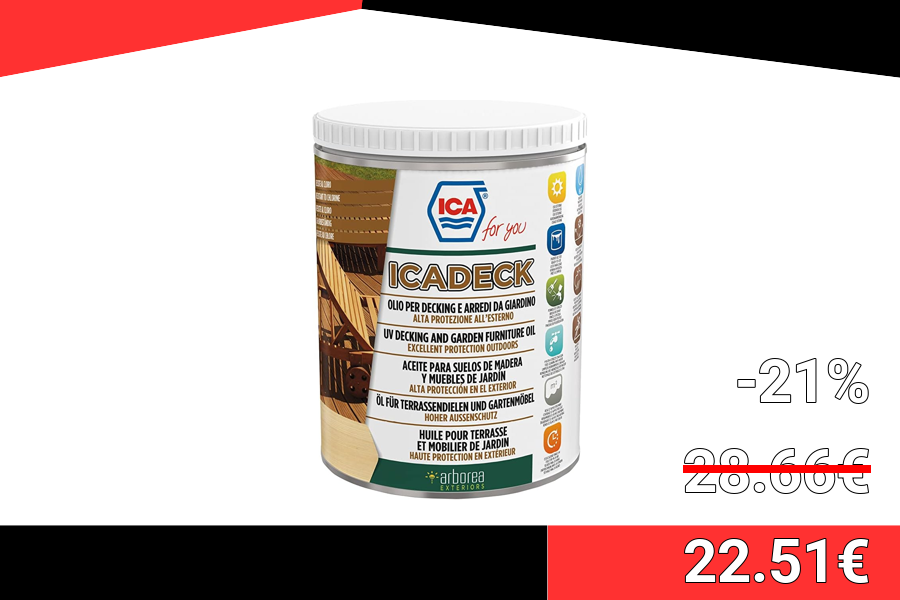 ICA®
for you
ICADECK
OLIO PER DECKING E ARREDI DA GIARDINO
ALTA PROTEZIONE ALL'ESTERNO
UV DECKING AND GARDEN FURNITURE OIL
EXCELLENT PROTECTION OUTDOORS
ACEITE PARA SUELOS DE MADERA
Y MUEBLES DE JARDÍN
ALTA PROTECCIÓN EN EL EXTERIOR
ÖL FÜR TERRASSENDIELEN UND GARTENMÖBEL
HOHER AUSSENSCHUTZ
HUILE POUR TERRASSE
ET MOBILIER DE JARDIN
HAUTE PROTECTION EN EXTÉRIEUR
arborea
EXTERIORS
-21%
28.66€
22.51€